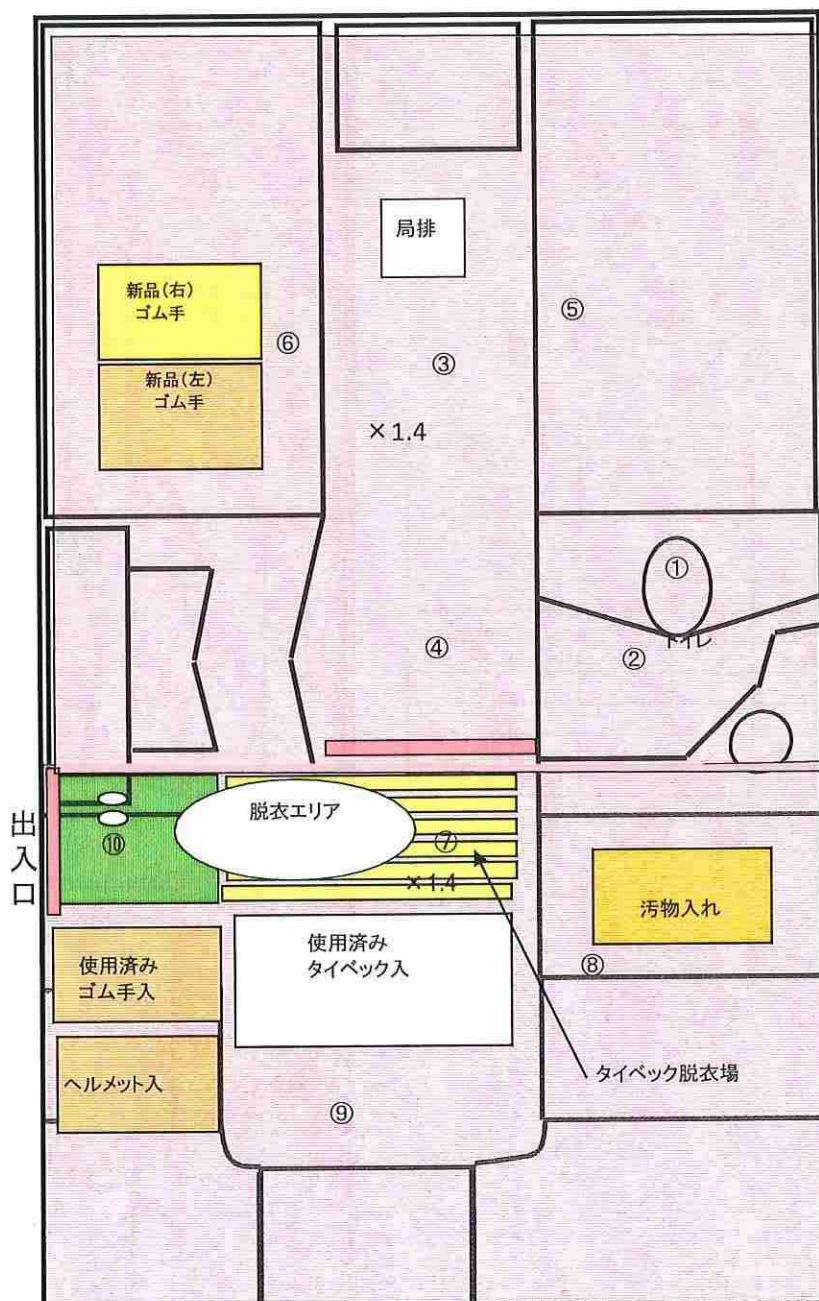 局排
新品(右)
ゴム手
新品(左)
ゴム手
⑥
⑤
③
×1.4
①
④
②
トイレ
出入口
脱衣エリア
⑩
⑦
×1.4
汚物入れ
使用済み
ゴム手入
使用済み
タイベック入
⑧
ヘルメット入
タイベック脱衣場
⑨